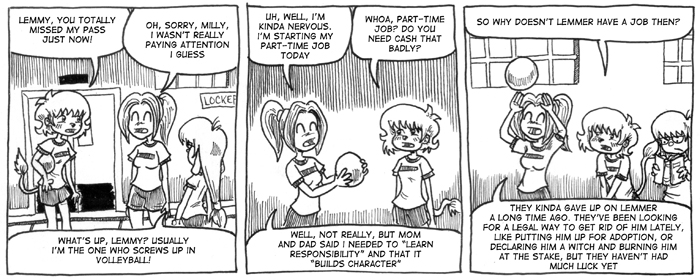 LEMMY, YOU TOTALLY
MISSED MY PASS
JUST NOW!
OH, SORRY, MILLY,
I WASN'T REALLY
PAYING ATTENTION
I GUESS
LOCKE
WHAT'S UP, LEMMY? USUALLY
I'M THE ONE WHO SCREWS UP IN
VOLLEYBALL!
UH, WELL, I'M
KINDA NERVOUS.
I'M STARTING MY
PART-TIME JOB
TODAY
WHOA, PART-TIME
JOB? DO YOU
NEED CASH THAT
BADLY?
WELL, NOT REALLY, BUT MOM
AND DAD SAID I NEEDED TO "LEARN
RESPONSIBILITY" AND THAT IT
"BUILDS CHARACTER"
SO WHY DOESN'T LEMMER HAVE A JOB THEN?
THEY KINDA GAVE UP ON LEMMER
A LONG TIME AGO. THEY'VE BEEN LOOKING
FOR A LEGAL WAY TO GET RID OF HIM LATELY,
LIKE PUTTING HIM UP FOR ADOPTION, OR
DECLARING HIM A WITCH AND BURNING HIM
AT THE STAKE, BUT THEY HAVEN'T HAD
MUCH LUCK YET